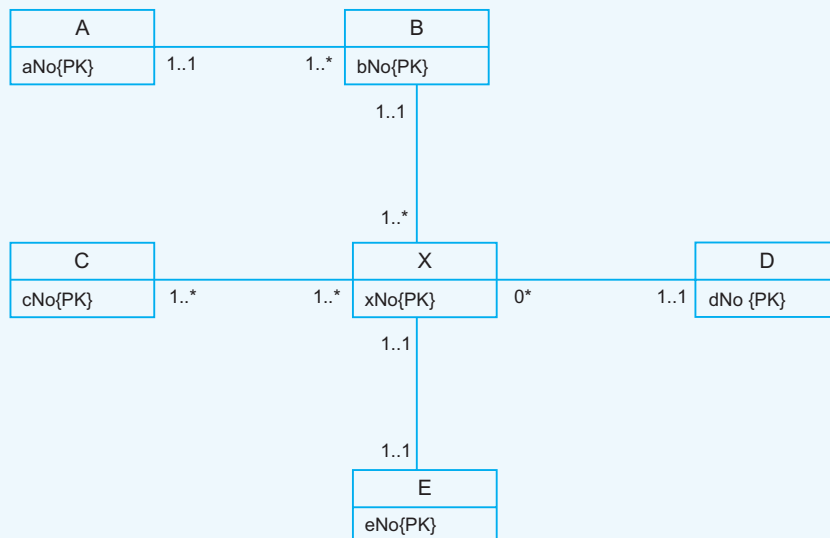 A
B
aNo{PK}
1..1
1..*
bNo{PK}
1..1
1..*
C
X
D
cNo{PK}
1..*
1..*
xNo{PK}
0*
1..1
dNo {PK}
1..1
1..1
E
eNo{PK}